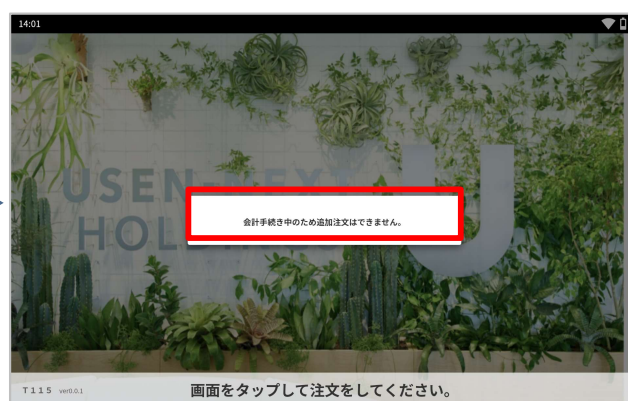 14:01
USEN-NEXT
HOLDINGS
会計手続き中のため追加注文はできません。
T115 ver0.0.1
画面をタップして注文をしてください。